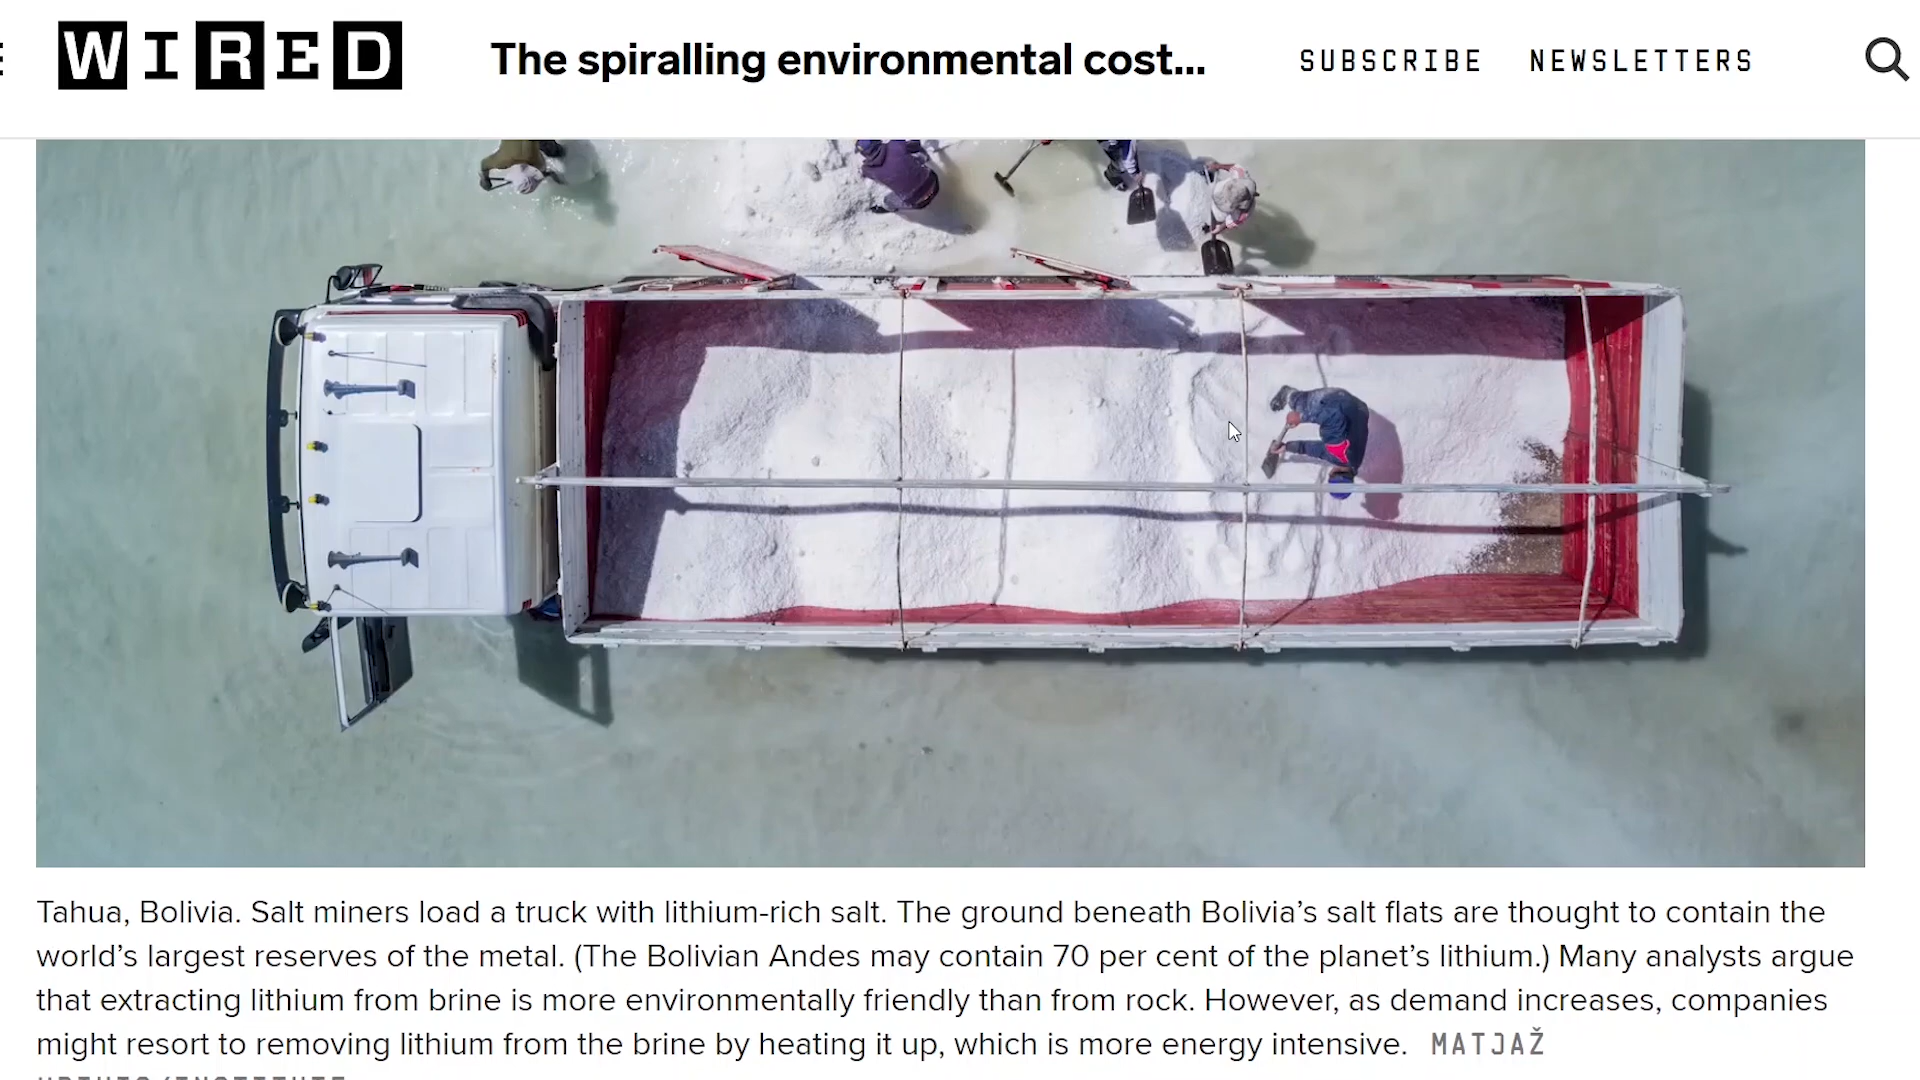 WIRED
The spiralling environmental cost...
SUBSCRIBE
NEWSLETTERS
Tahua, Bolivia. Salt miners load a truck with lithium-rich salt. The ground beneath Bolivia’s salt flats are thought to contain the
world’s largest reserves of the metal. (The Bolivian Andes may contain 70 per cent of the planet’s lithium.) Many analysts argue
that extracting lithium from brine is more environmentally friendly than from rock. However, as demand increases, companies
might resort to removing lithium from the brine by heating it up, which is more energy intensive. MATJAŽ